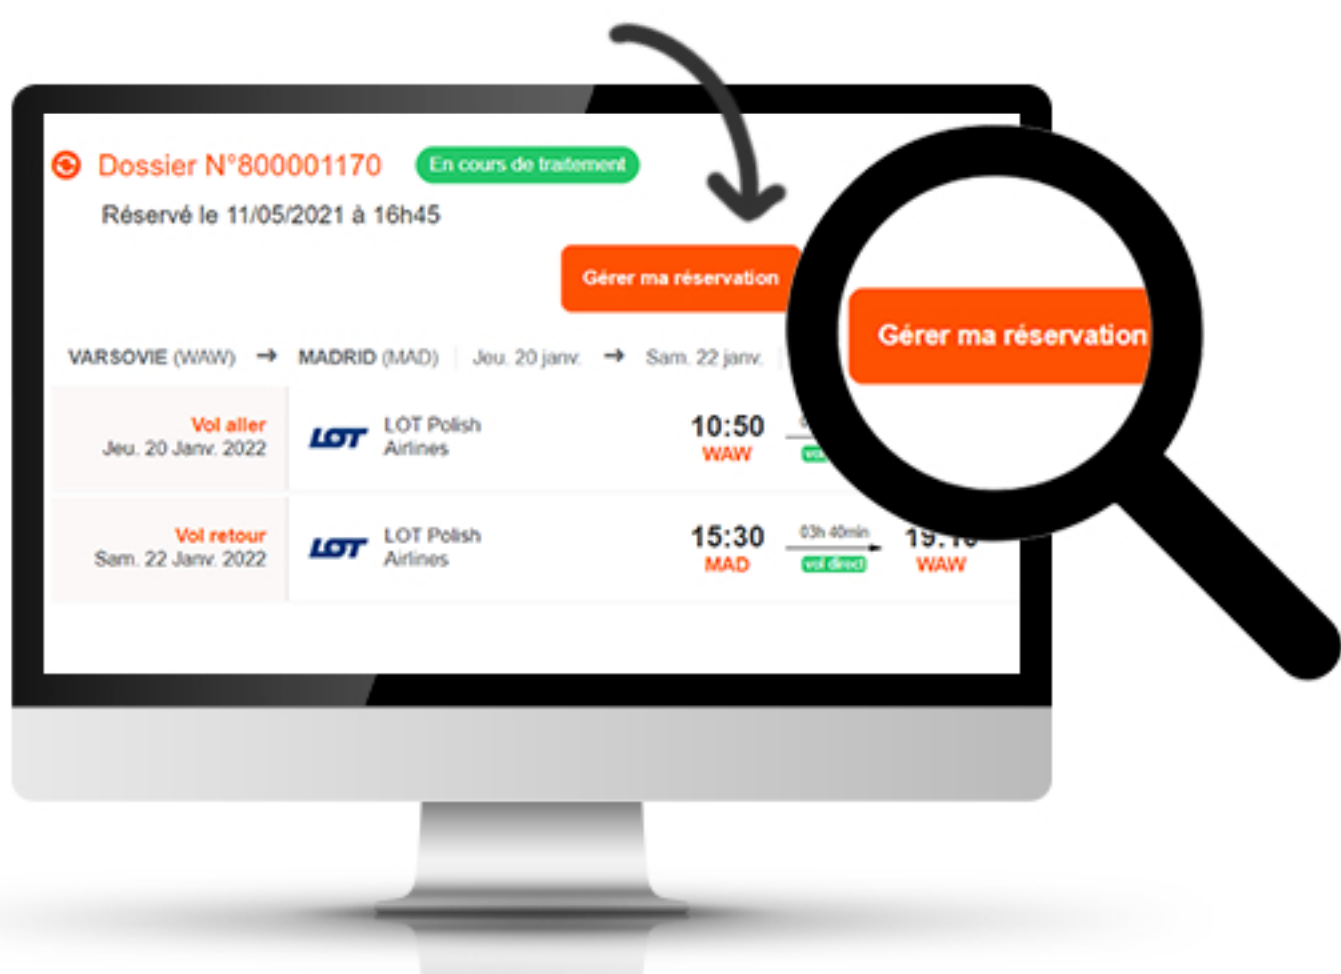 Dossier N°800001170 En cours de traitement
Réservé le 11/05/2021 à 16h45
Gérer ma réservation
Gérer ma réservation
VARSOVIE (WAW) → MADRID (MAD) Jeu. 20 janv. → Sam. 22 janv.
Vol aller
Jeu. 20 Janv. 2022
LOT
LOT Polish
Airlines
10:50
WAW
Vol retour
Sam. 22 Janv. 2022
LOT
LOT Polish
Airlines
15:30
MAD
03h 40min
vol direct
WAW